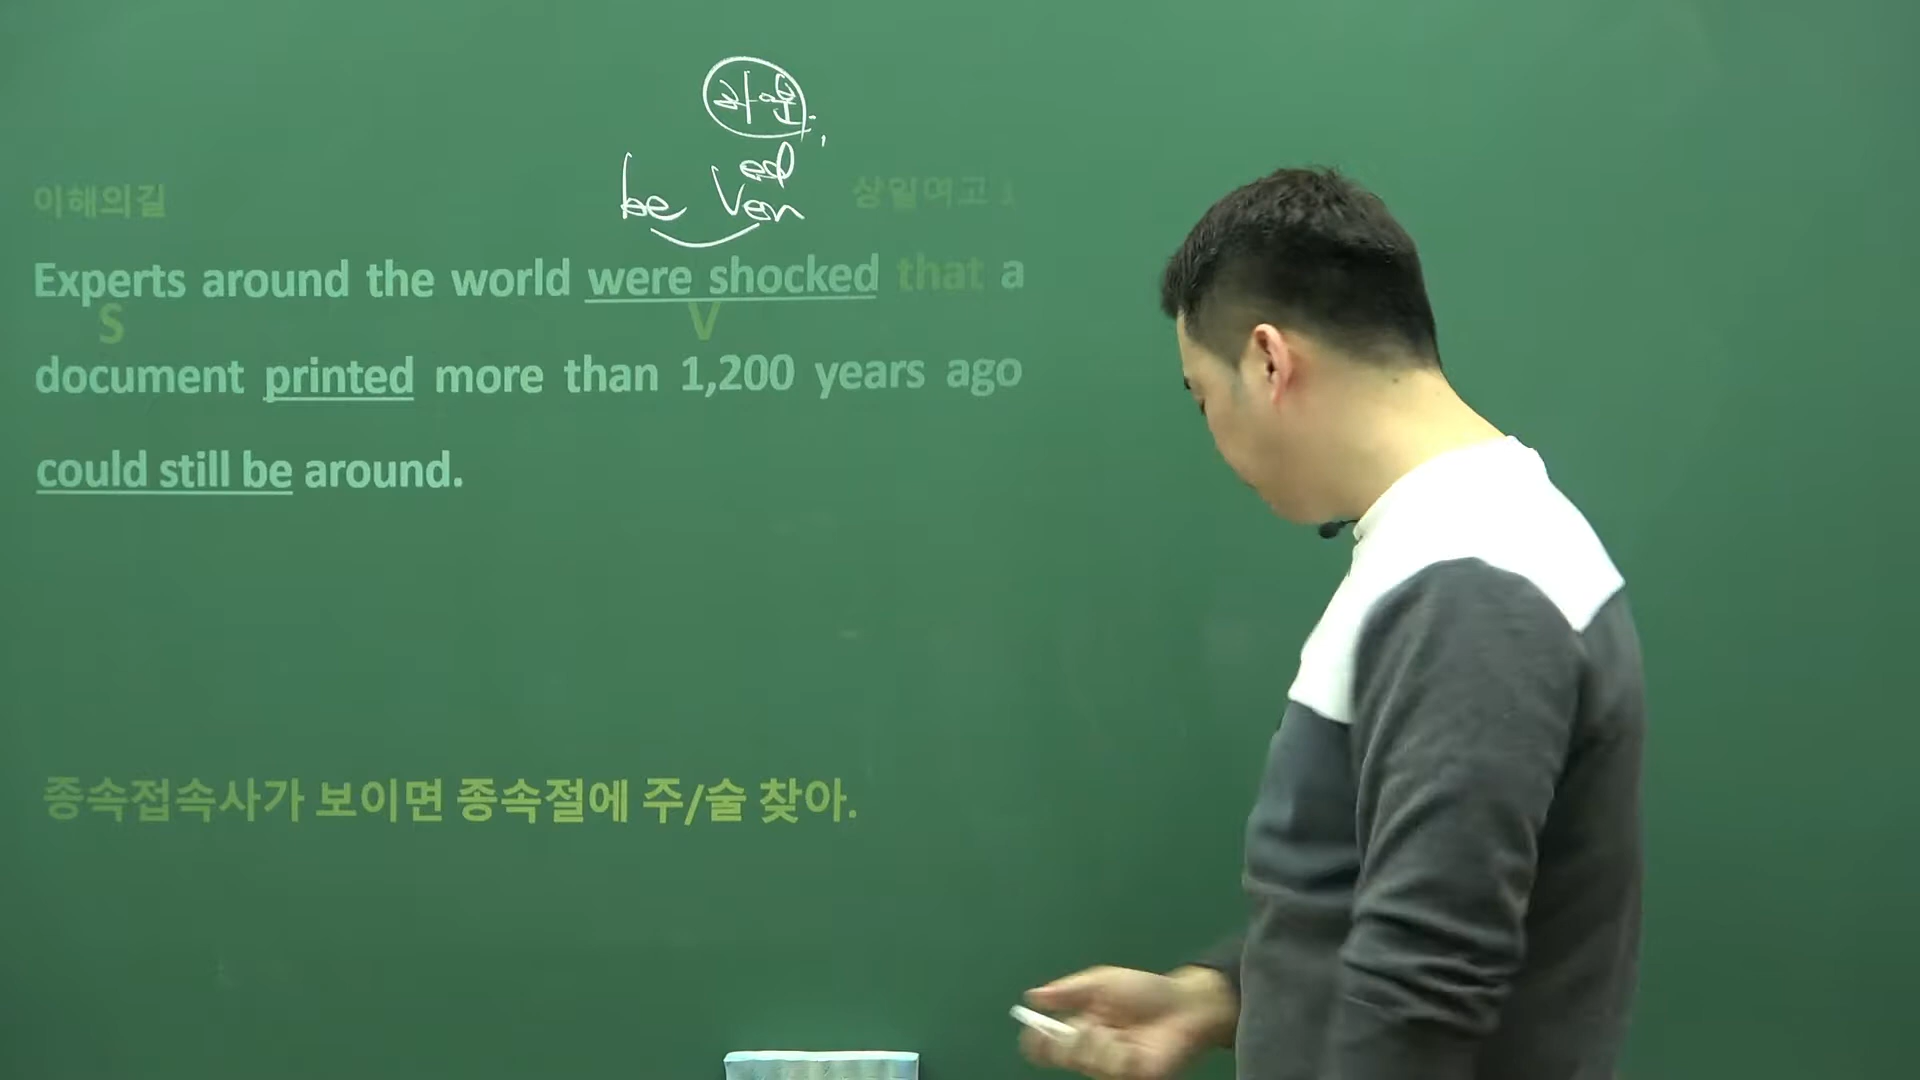 be Ved
en
이해의길
상일여고 1
Experts around the world were shocked that a
S V
document printed more than 1,200 years ago
could still be around.
종속접속사가 보이면 종속절에 주/술 찾아.